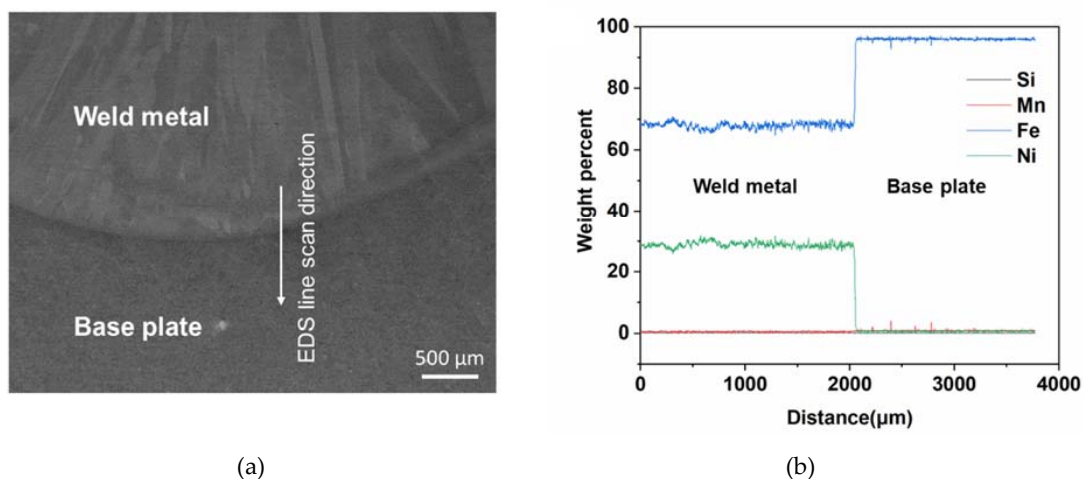 Weld metal
EDS line scan direction
Base plate
500 µm
(a)
100
80
60
40
20
0
Weight percent
Si
Mn
Fe
Ni
Weld metal
Base plate
0
1000
2000
3000
4000
Distance(µm)
(b)